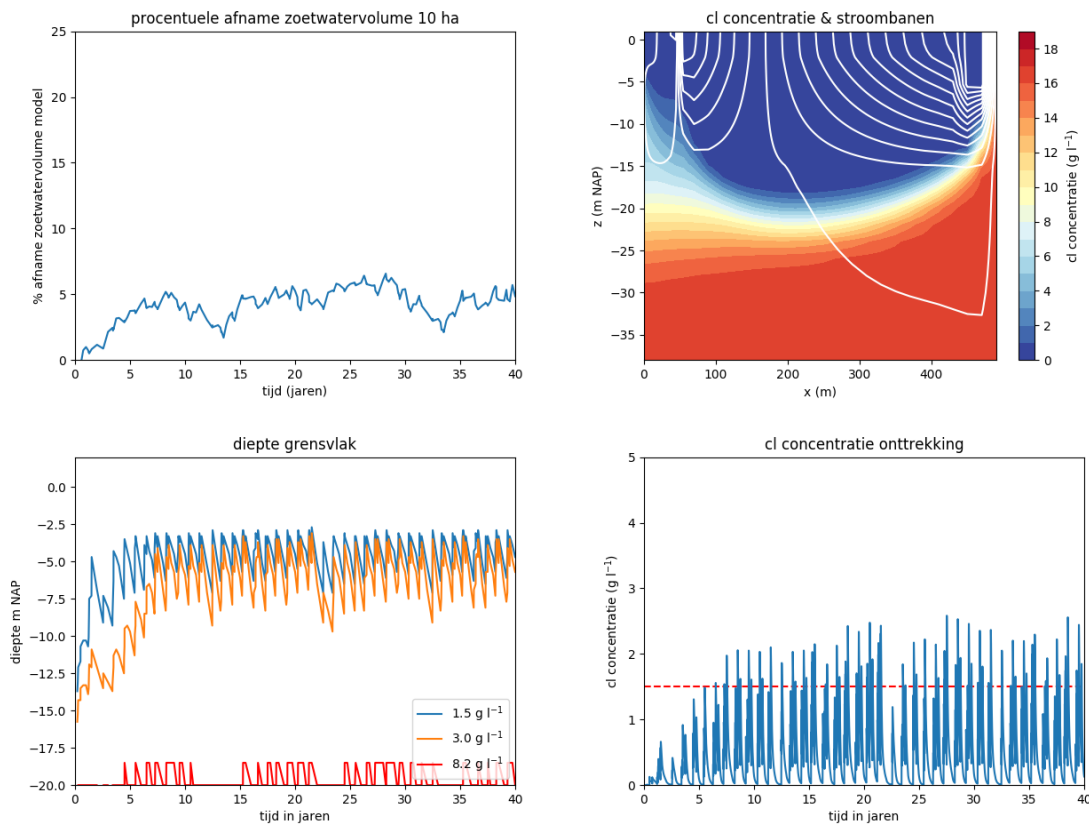 procentuele afname zoetwatervolume 10 ha
25
20
15
10
5
0
% afname zoetwatervolume model
0 5 10 15 20 25 30 35 40
tijd (jaren)
cl concentratie & stroombanen
0
−5
−10
−15
−20
−25
−30
−35
z (m NAP)
0 100 200 300 400
x (m)
18
16
14
12
10
8
6
4
2
0
cl concentratie (g l⁻¹)
diepte grensvlak
0.0
−2.5
−5.0
−7.5
−10.0
−12.5
−15.0
−17.5
−20.0
diepte m NAP
1.5 g l⁻¹
3.0 g l⁻¹
8.2 g l⁻¹
0 5 10 15 20 25 30 35 40
tijd in jaren
cl concentratie onttrekking
5
4
3
2
1
0
cl concentratie (g l⁻¹)
0 5 10 15 20 25 30 35 40
tijd in jaren